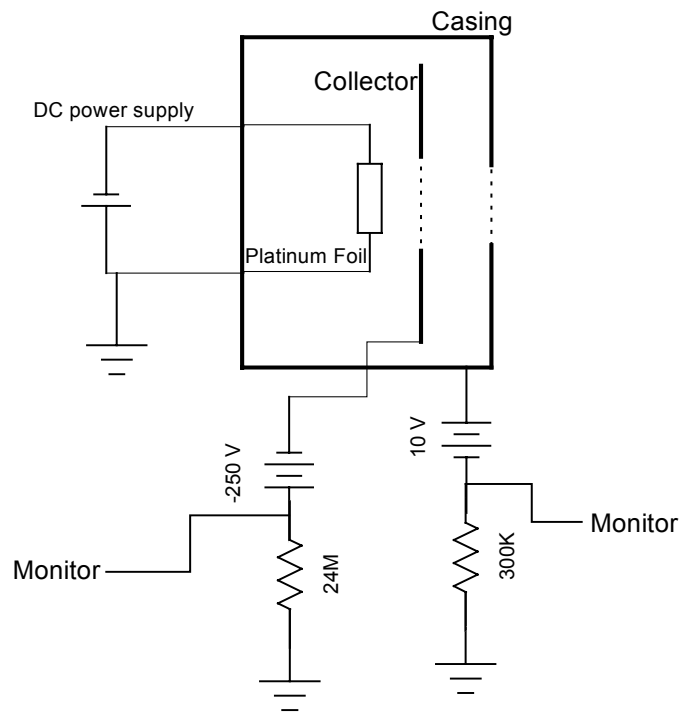 Casing
Collector
DC power supply
Platinum Foil
-250 V
10 V
Monitor
Monitor
24M
300K